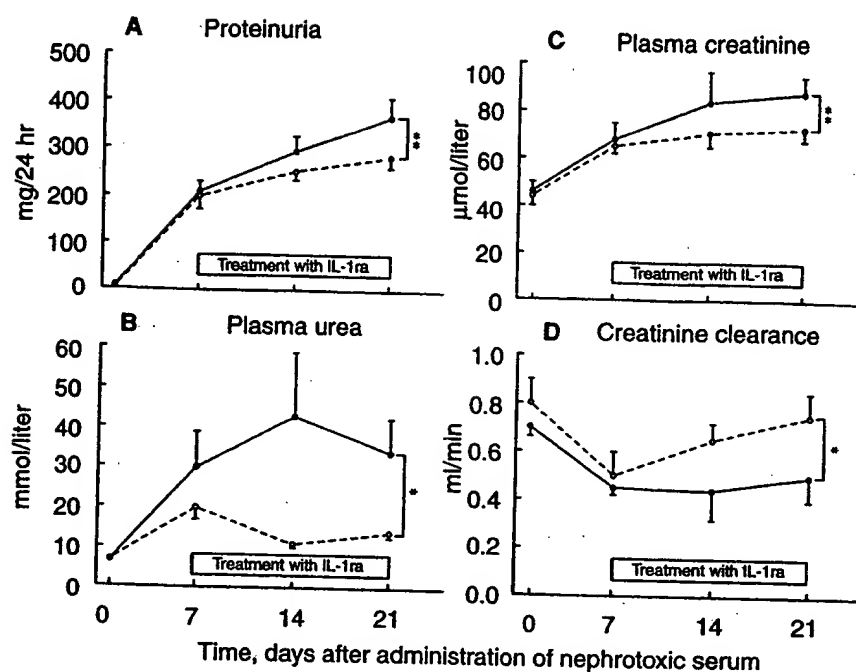 A Proteinuria
500
400
300
200
100
0
mg/24 hr
**
Treatment with IL-1ra
B Plasma urea
60
50
40
30
20
10
0
mmol/liter
*
Treatment with IL-1ra
0 7 14 21
C Plasma creatinine
100
80
60
40
20
0
µmol/liter
**
Treatment with IL-1ra
D Creatinine clearance
1.0
0.8
0.6
0.4
0.2
0.0
ml/min
*
Treatment with IL-1ra
0 7 14 21
Time, days after administration of nephrotoxic serum